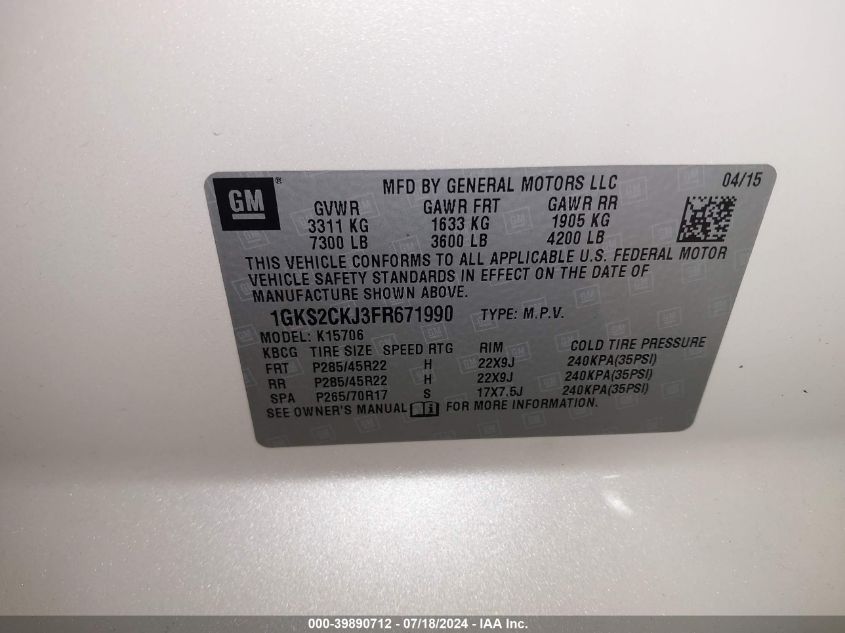 GM®
MFD BY GENERAL MOTORS LLC 04/15
GVWR GAWR FRT GAWR RR
3311 KG 1633 KG 1905 KG
7300 LB 3600 LB 4200 LB
THIS VEHICLE CONFORMS TO ALL APPLICABLE U.S. FEDERAL MOTOR
VEHICLE SAFETY STANDARDS IN EFFECT ON THE DATE OF
MANUFACTURE SHOWN ABOVE.
1GKS2CKJ3FR671990 TYPE: M.P.V.
MODEL: K15706
KBCG TIRE SIZE SPEED RTG RIM COLD TIRE PRESSURE
FRT P285/45R22 H 22X9J 240KPA(35PSI)
RR P285/45R22 H 22X9J 240KPA(35PSI)
SPA P265/70R17 S 17X7.5J 240KPA(35PSI)
SEE OWNER'S MANUAL FOR MORE INFORMATION.
000-39890712 - 07/18/2024 - IAA Inc.